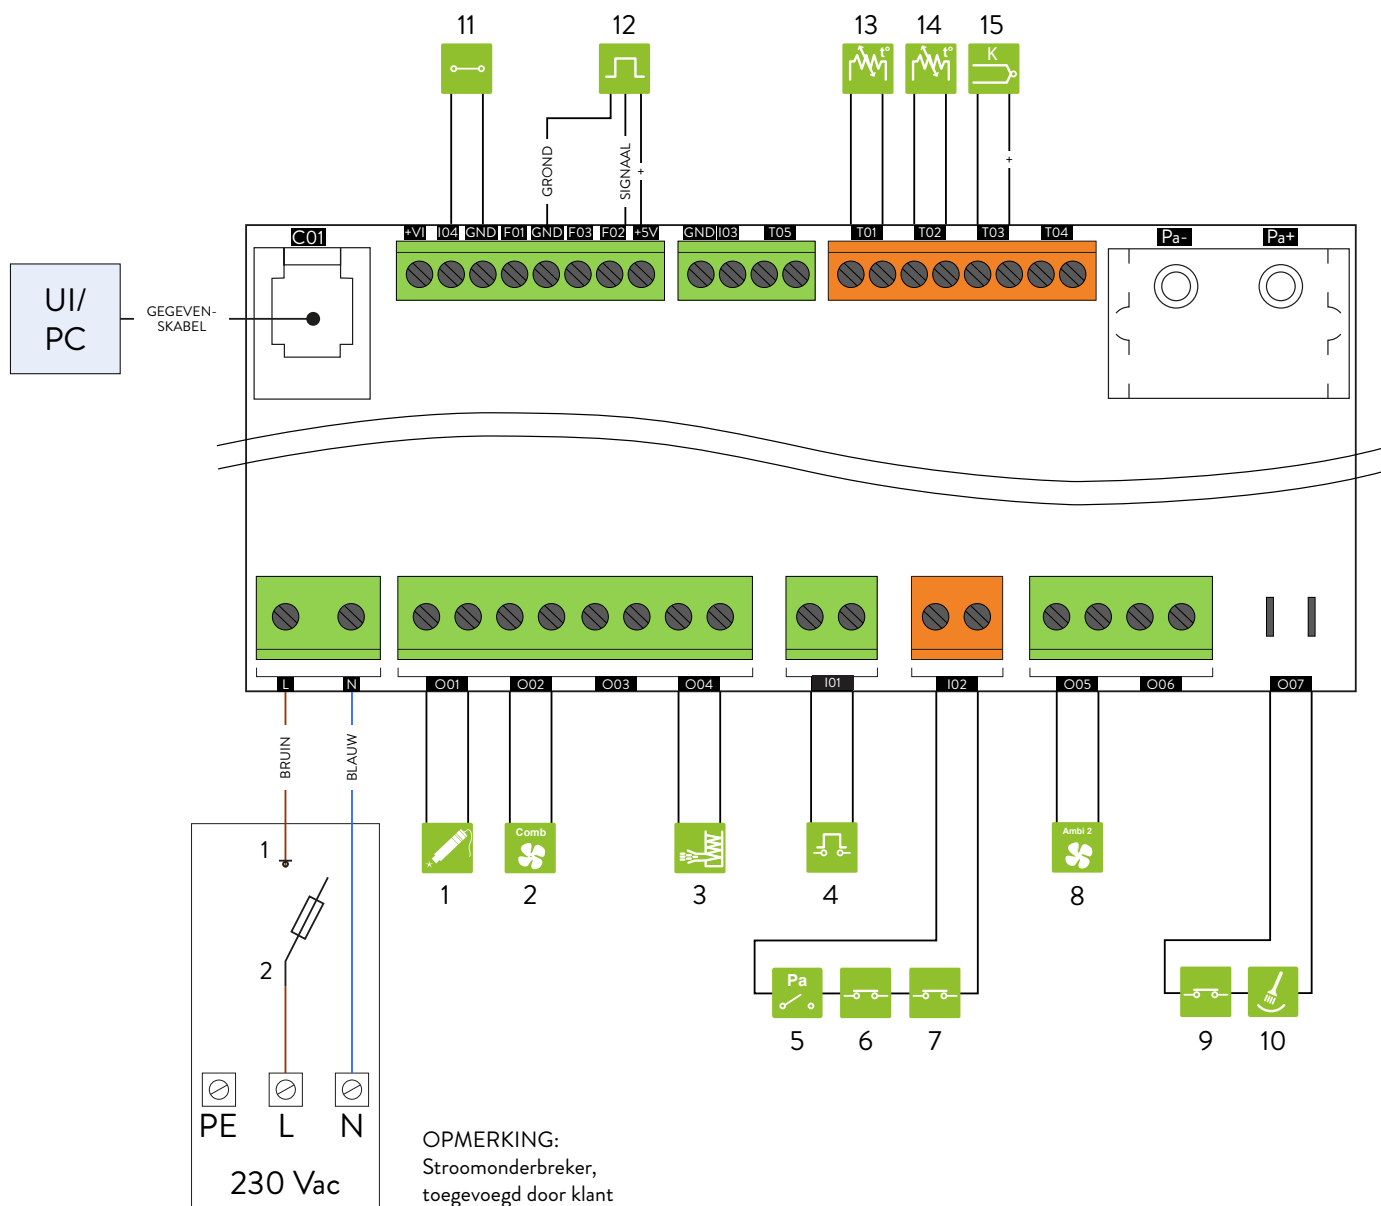 11 12 13 14 15
t° t° K
GROND SIGNAAL + +
C01 +VI I04 GND F01 GND F03 F02 +5V GND I03 T05 T01 T02 T03 T04 Pa- Pa+
UI/
PC
GEGEVEN-
SKABEL
L N O01 O02 O03 O04 I01 I02 O05 O06 O07
BRUIN BLAUW
Comb Ambi 2
1
1 2 3 4 8
2
Pa
5 6 7 9 10
PE L N
230 Vac
OPMERKING:
Stroomonderbreker,
toegevoegd door klant